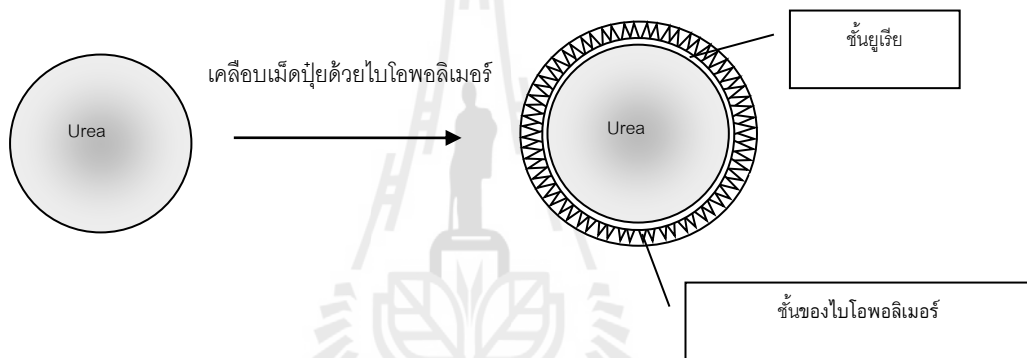 ชั้นยูเรีย
เคลือบเม็ดปุ๋ยด้วยไบโอพอลิเมอร์
Urea
Urea
ชั้นของไบโอพอลิเมอร์